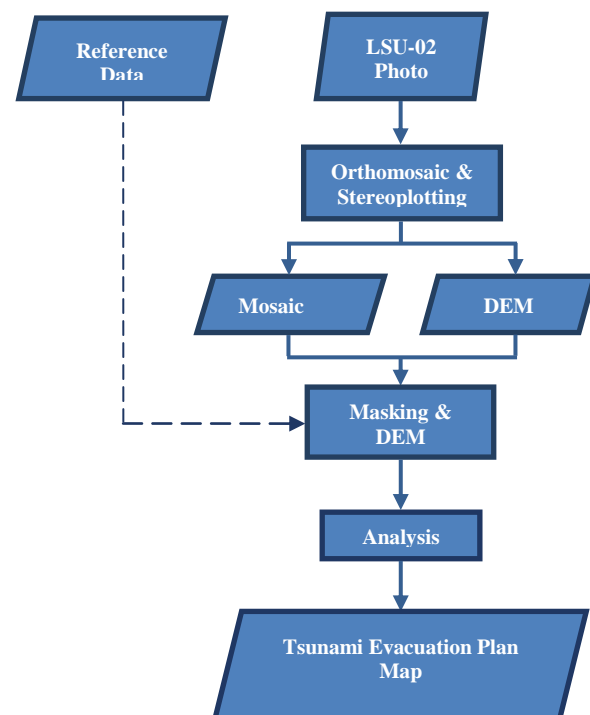 Reference
Data
LSU-02
Photo
Orthomosaic &
Stereoplotting
Mosaic
DEM
Masking &
DEM
Analysis
Tsunami Evacuation Plan
Map